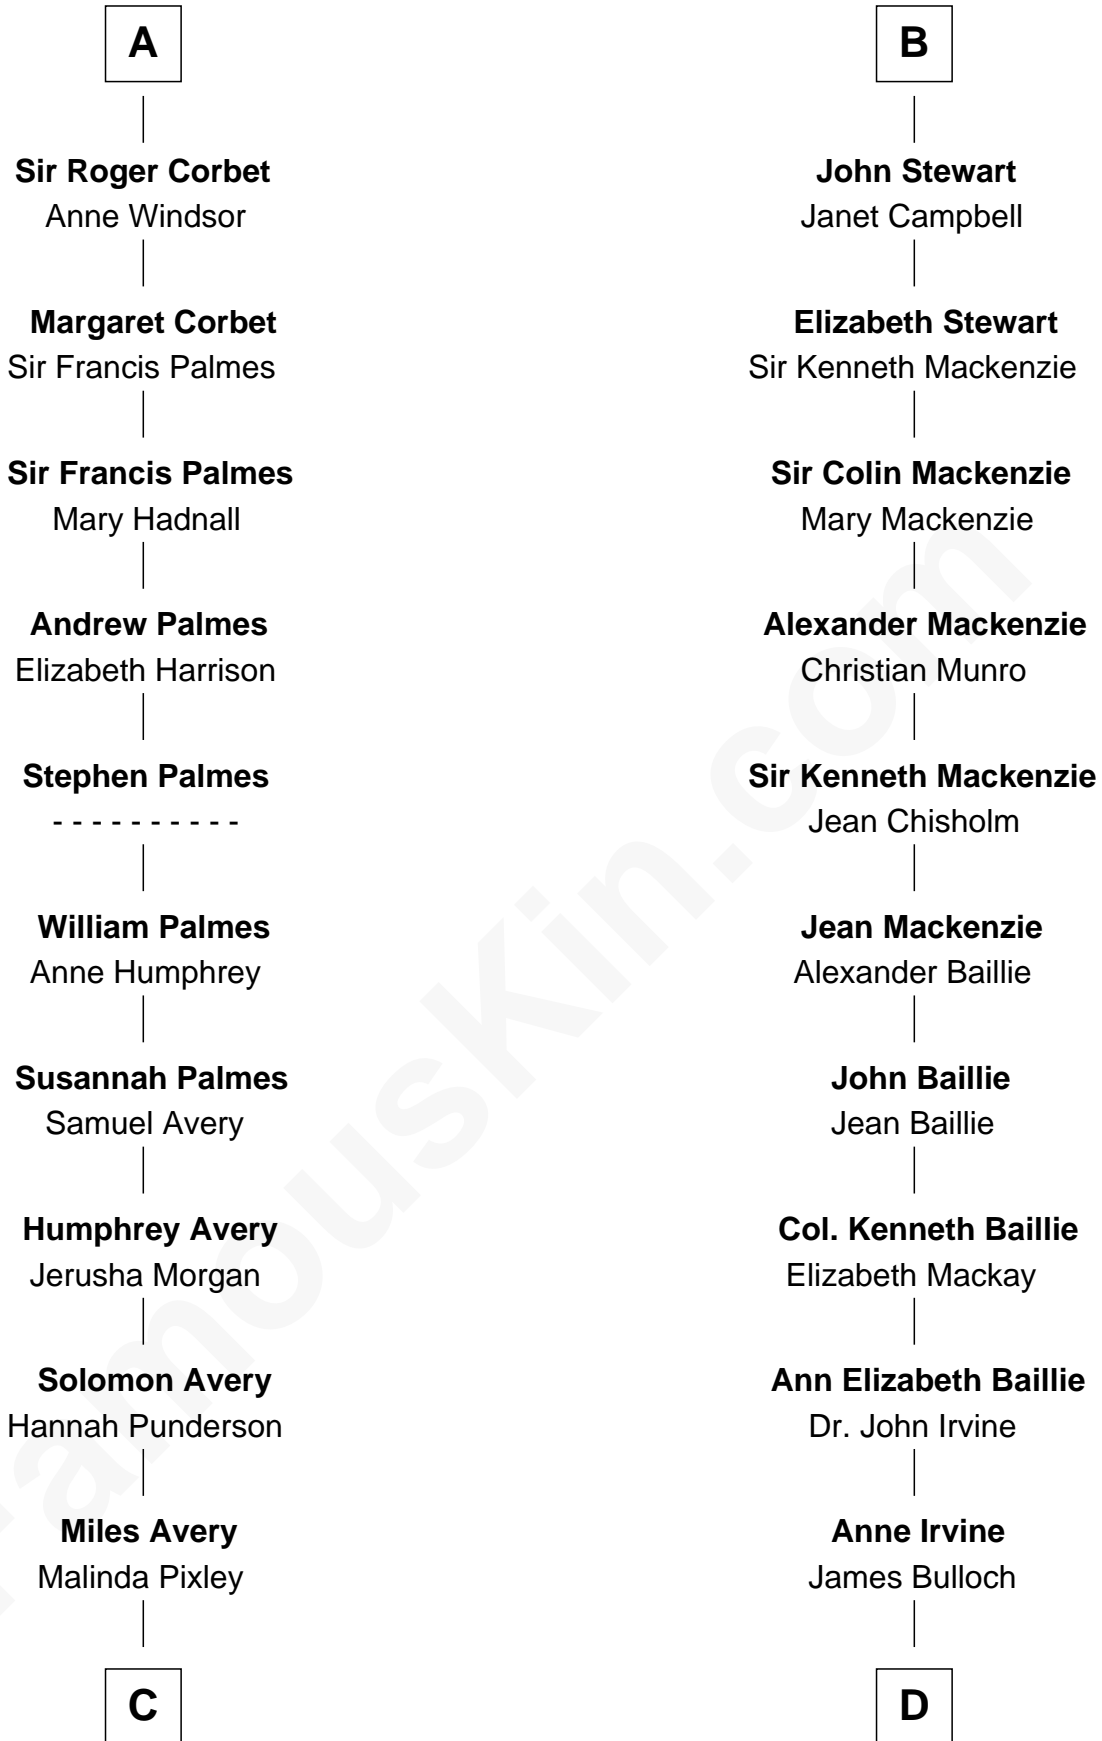 A
Sir Roger Corbet
Anne Windsor
Margaret Corbet
Sir Francis Palmes
Sir Francis Palmes
Mary Hadnall
Andrew Palmes
Elizabeth Harrison
Stephen Palmes
- - - - - - - - - -
William Palmes
Anne Humphrey
Susannah Palmes
Samuel Avery
Humphrey Avery
Jerusha Morgan
Solomon Avery
Hannah Punderson
Miles Avery
Malinda Pixley
C
B
John Stewart
Janet Campbell
Elizabeth Stewart
Sir Kenneth Mackenzie
Sir Colin Mackenzie
Mary Mackenzie
Alexander Mackenzie
Christian Munro
Sir Kenneth Mackenzie
Jean Chisholm
Jean Mackenzie
Alexander Baillie
John Baillie
Jean Baillie
Col. Kenneth Baillie
Elizabeth Mackay
Ann Elizabeth Baillie
Dr. John Irvine
Anne Irvine
James Bulloch
D
FamousKin.com